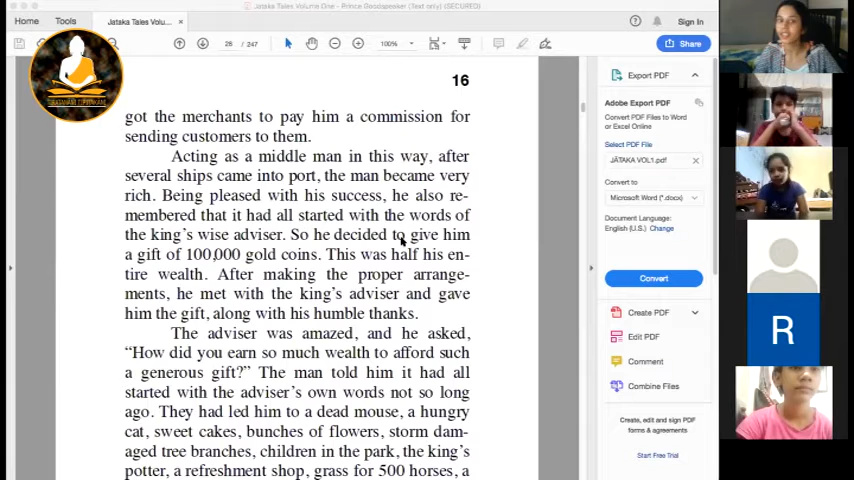 Jataka Tales Volume One - Prince Goodspeaker (Text only) (SECURED)
Home Tools Jataka Tales Volu... × Sign In
28 / 247 100% Share
16
got the merchants to pay him a commission for
sending customers to them.
Acting as a middle man in this way, after
several ships came into port, the man became very
rich. Being pleased with his success, he also re-
membered that it had all started with the words of
the king's wise adviser. So he decided to give him
a gift of 100,000 gold coins. This was half his en-
tire wealth. After making the proper arrange-
ments, he met with the king's adviser and gave
him the gift, along with his humble thanks.
The adviser was amazed, and he asked,
“How did you earn so much wealth to afford such
a generous gift?” The man told him it had all
started with the adviser's own words not so long
ago. They had led him to a dead mouse, a hungry
cat, sweet cakes, bunches of flowers, storm dam-
aged tree branches, children in the park, the king's
potter, a refreshment shop, grass for 500 horses, a
Export PDF
Adobe Export PDF
Convert PDF Files to Word
or Excel Online
Select PDF File
JĀTAKA VOL1.pdf ×
Convert to
Microsoft Word (*.docx)
Document Language:
English (U.S.) Change
Convert
Create PDF
Edit PDF
Comment
Combine Files
Create, edit and sign PDF
forms & agreements
Start Free Trial
R